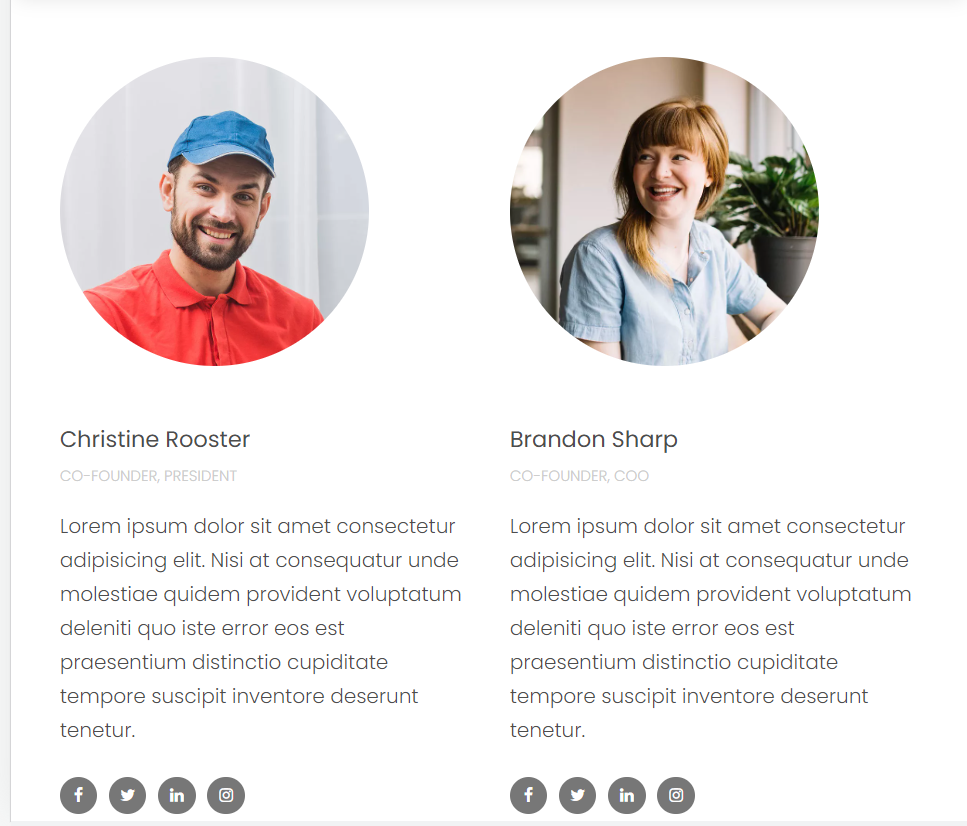 Christine Rooster
CO-FOUNDER, PRESIDENT
Lorem ipsum dolor sit amet consectetur
adipisicing elit. Nisi at consequatur unde
molestiae quidem provident voluptatum
deleniti quo iste error eos est
praesentium distinctio cupiditate
tempore suscipit inventore deserunt
tenetur.
Brandon Sharp
CO-FOUNDER, COO
Lorem ipsum dolor sit amet consectetur
adipisicing elit. Nisi at consequatur unde
molestiae quidem provident voluptatum
deleniti quo iste error eos est
praesentium distinctio cupiditate
tempore suscipit inventore deserunt
tenetur.